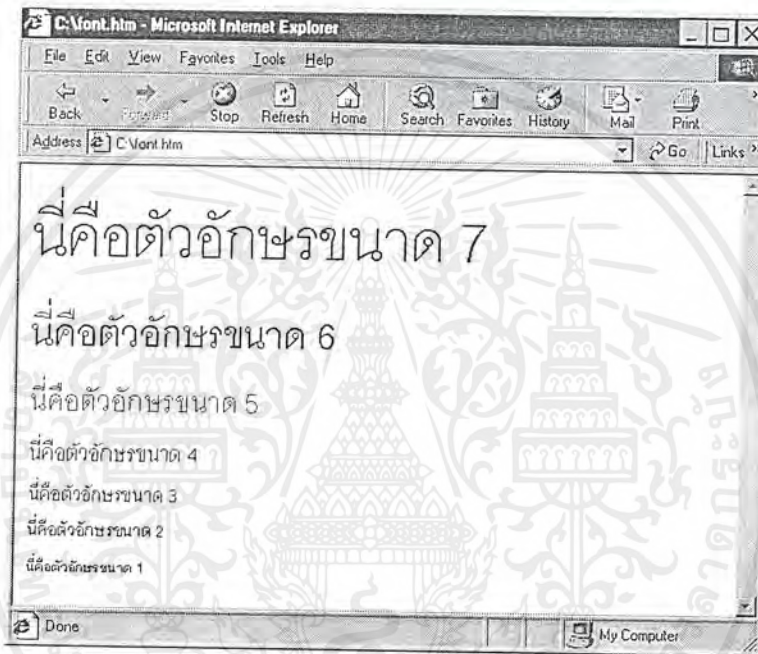 C:\font.htm - Microsoft Internet Explorer
File Edit View Favorites Tools Help
Back Forward Stop Refresh Home Search Favorites History Mail Print
Address C:\font.htm Go Links
นี่คือตัวอักษรขนาด 7
นี่คือตัวอักษรขนาด 6
นี่คือตัวอักษรขนาด 5
นี่คือตัวอักษรขนาด 4
นี่คือตัวอักษรขนาด 3
นี่คือตัวอักษรขนาด 2
นี่คือตัวอักษรขนาด 1
Done My Computer